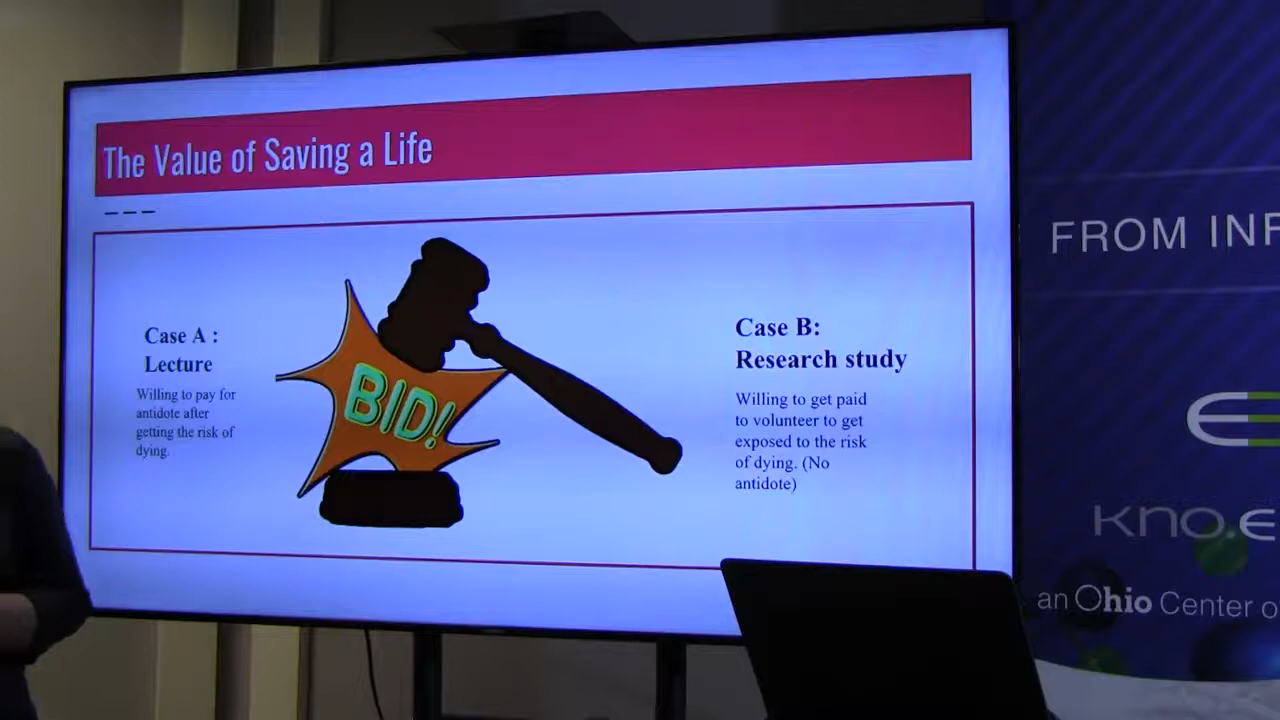 The Value of Saving a Life
Case A :
Lecture
Willing to pay for
antidote after
getting the risk of
dying.
BID!
Case B:
Research study
Willing to get paid
to volunteer to get
exposed to the risk
of dying. (No
antidote)
FROM
kno.e
an Ohio Center